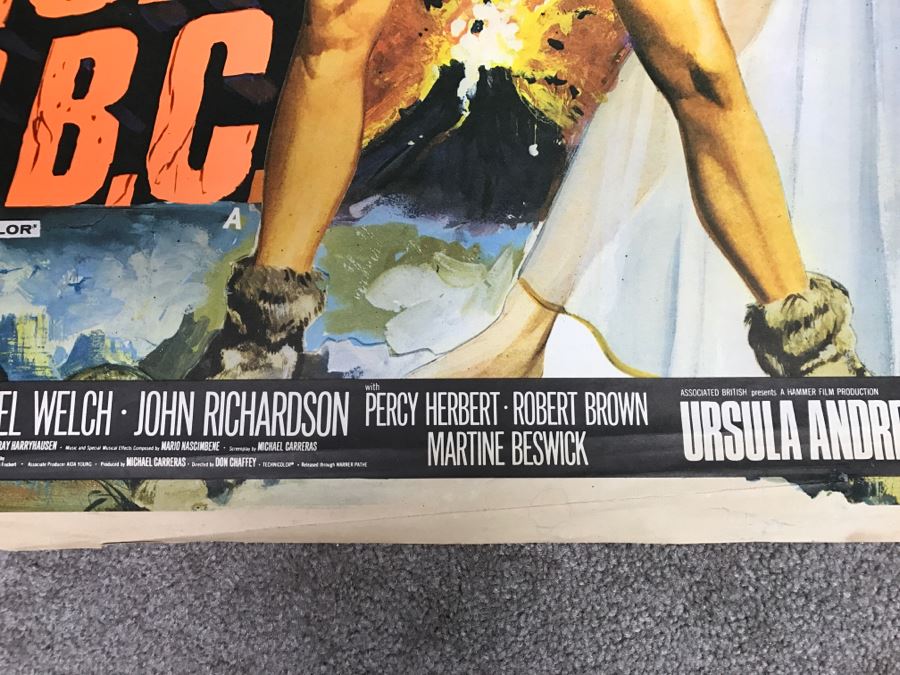 B.C.
LOR*
A
EL WELCH · JOHN RICHARDSON
with
PERCY HERBERT · ROBERT BROWN
MARTINE BESWICK
RAY HARRYHAUSEN · Music and Special Musical Effects Composed by MARIO NASCIMBENE · Screenplay by MICHAEL CARRERAS
Associate Producer AIDA YOUNG · Produced by MICHAEL CARRERAS · Directed by DON CHAFFEY · TECHNICOLOR® · Released through WARNER PATHE
ASSOCIATED BRITISH presents A HAMMER FILM PRODUCTION
URSULA ANDRE